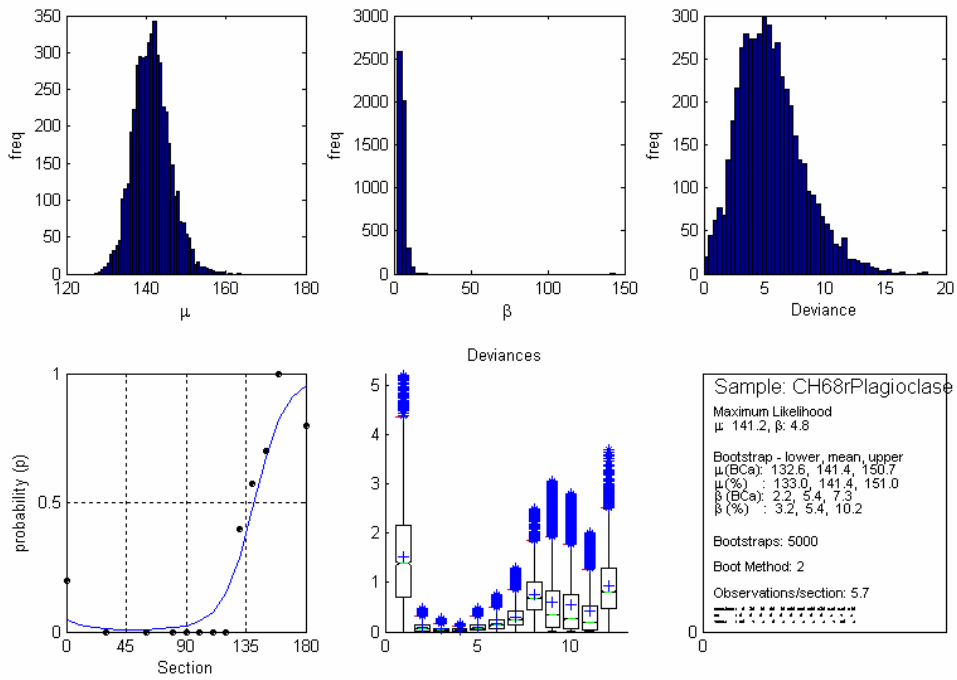 350
300
250
200
150
100
50
0
freq
120 140 160 180
μ
3000
2500
2000
1500
1000
500
0
freq
0 50 100 150
β
300
250
200
150
100
50
0
freq
0 5 10 15 20
Deviance
1
0.5
0
probability (p)
0 45 90 135 180
Section
Deviances
5
4
3
2
1
0
0 5 10
Sample: CH68rPlagioclase
Maximum Likelihood
μ: 141.2, β: 4.8
Bootstrap - lower, mean, upper
μ(BCa): 132.6, 141.4, 150.7
μ(%) : 133.0, 141.4, 151.0
β(BCa): 2.2, 5.4, 7.3
β(%) : 3.2, 5.4, 10.2
Bootstraps: 5000
Boot Method: 2
Observations/section: 5.7
0
0